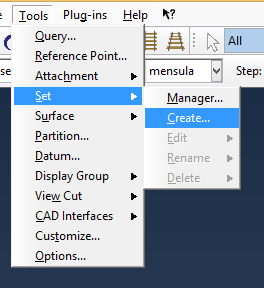 Tools Plug-ins Help
Query...
Reference Point...
Attachment
Set
Surface
Partition...
Datum...
Display Group
View Cut
CAD Interfaces
Customize...
Options...
Manager...
Create...
Edit
Rename
Delete
All
mensula Step: